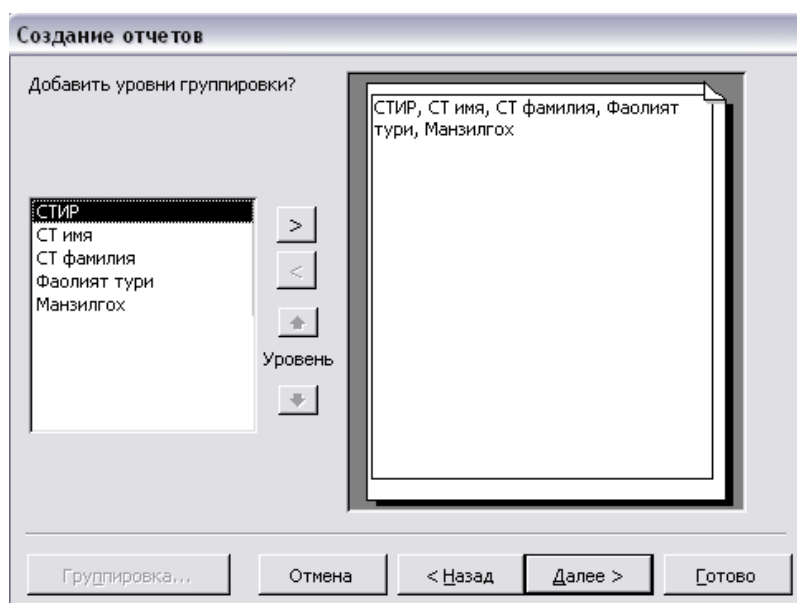 Создание отчетов
Добавить уровни группировки?
СТИР
СТ имя
СТ фамилия
Фаолият тури
Манзилгох
>
<
Уровень
СТИР, СТ имя, СТ фамилия, Фаолият
тури, Манзилгох
Группировка...
Отмена
< Назад
Далее >
Готово